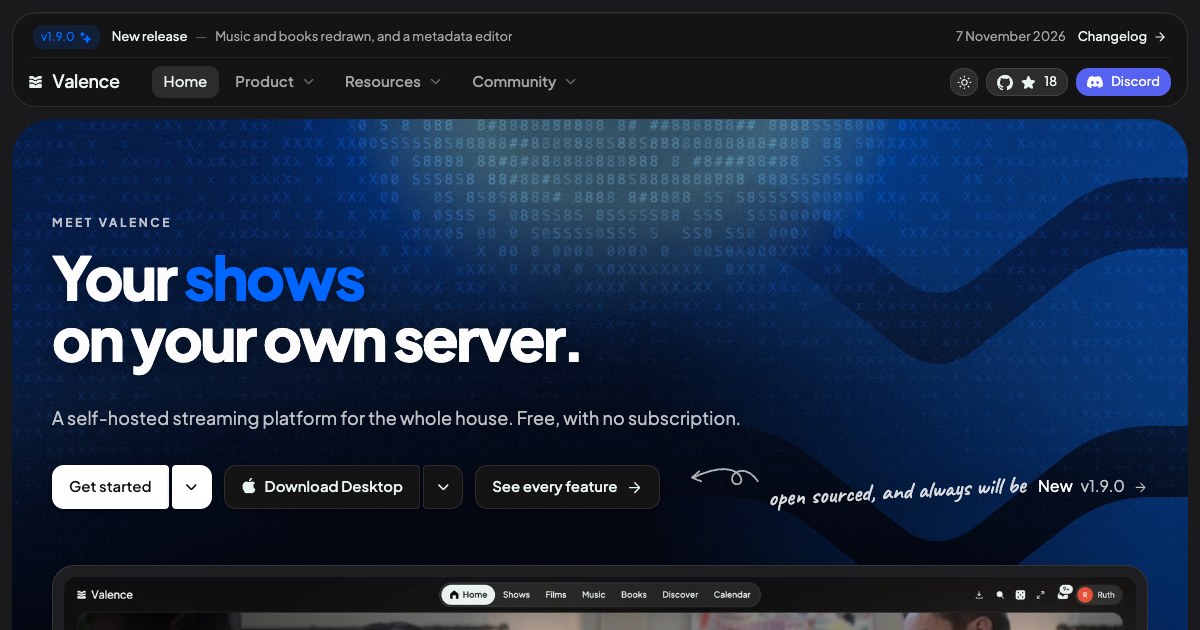 v1.9.0 New release — Music and books redrawn, and a metadata editor 7 November 2026 Changelog →
Valence Home Product Resources Community 18 Discord
MEET VALENCE
Your shows
on your own server.
A self-hosted streaming platform for the whole house. Free, with no subscription.
Get started Download Desktop See every feature → open sourced, and always will be New v1.9.0 →
Valence Home Shows Films Music Books Discover Calendar 9+ R Ruth